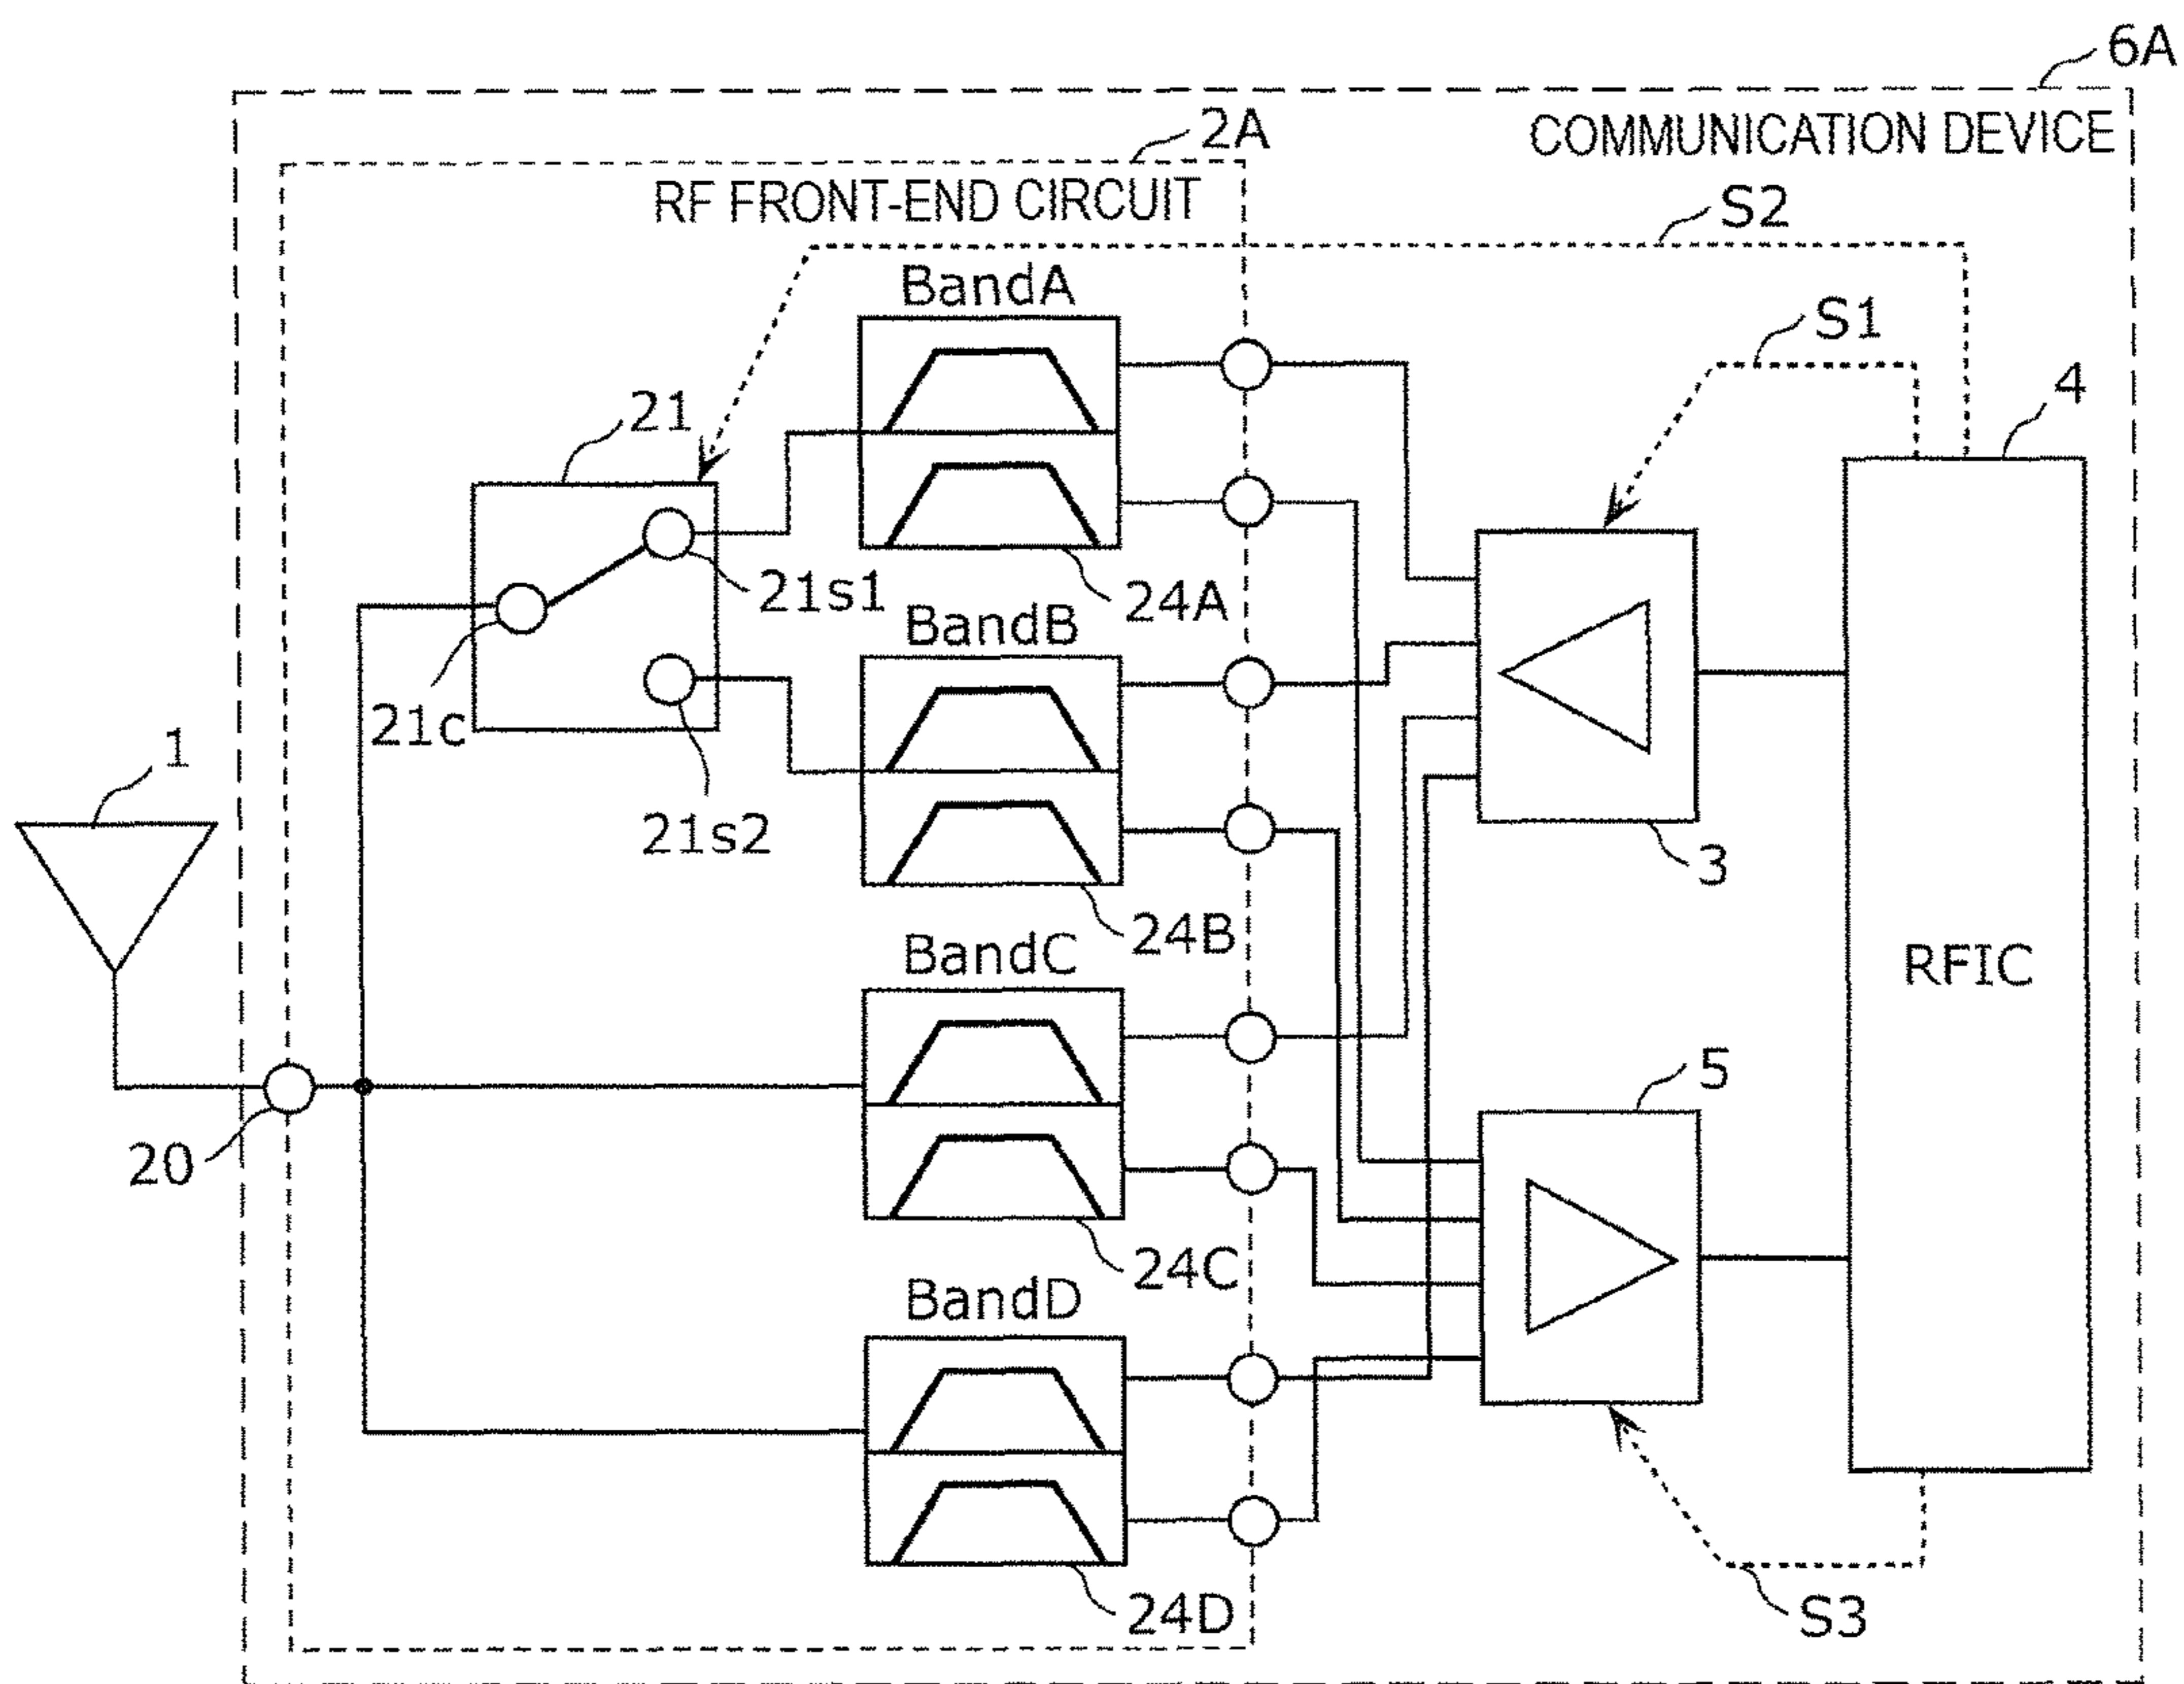 6A
COMMUNICATION DEVICE
2A
RF FRONT-END CIRCUIT
S2
BandA
S1
4
21
21s1
24A
BandB
21c
1
21s2
3
24B
BandC
RFIC
5
20
24C
BandD
24D
S3